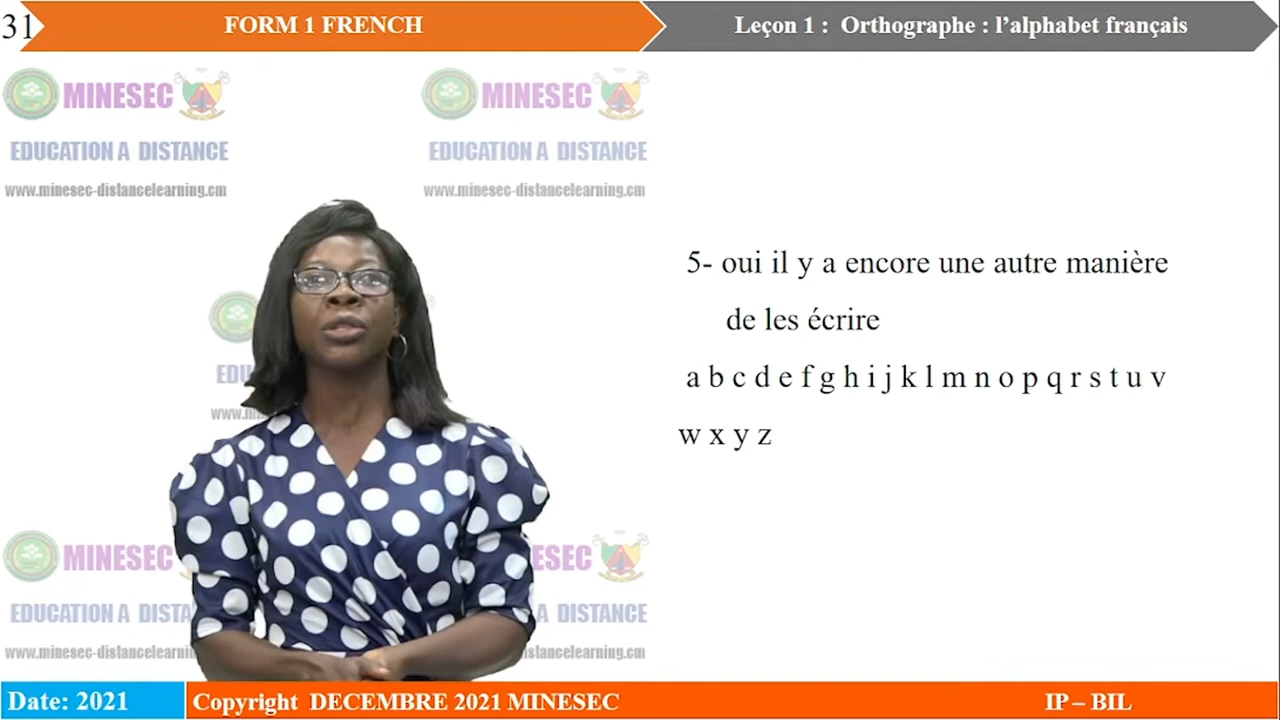 31
FORM 1 FRENCH
Leçon 1 : Orthographe : l'alphabet français
MINESEC
MINESEC
EDUCATION A DISTANCE
EDUCATION A DISTANCE
www.minesec-distancelearning.cm
www.minesec-distancelearning.cm
5- oui il y a encore une autre manière
de les écrire
a b c d e f g h i j k l m n o p q r s t u v
w x y z
MINESEC
EDUCATION A DISTA
www.minesec-distancelearnin
ESEC
A DISTANCE
stancelearning.cm
Date: 2021
Copyright DECEMBRE 2021 MINESEC
IP – BIL